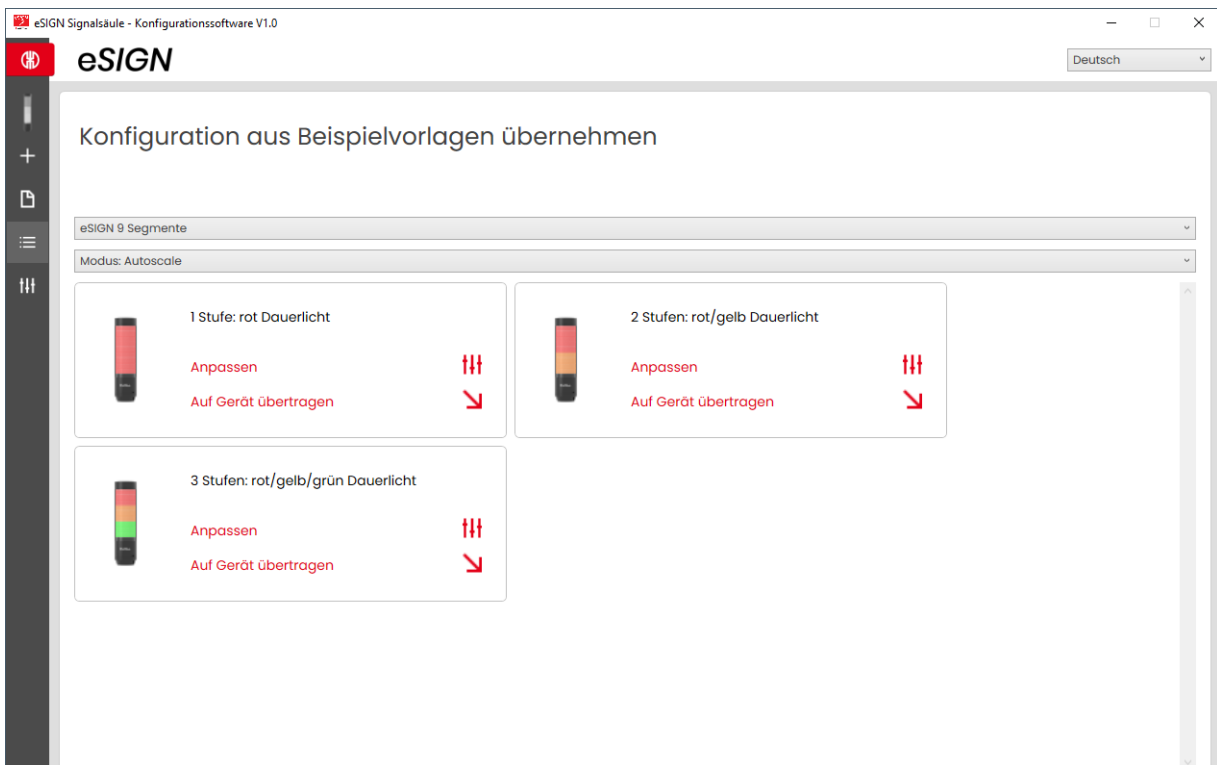 eSIGN Signalsäule - Konfigurationssoftware V1.0
eSIGN
Deutsch
Konfiguration aus Beispielvorlagen übernehmen
eSIGN 9 Segmente
Modus: Autoscale
1 Stufe: rot Dauerlicht
Anpassen
Auf Gerät übertragen
2 Stufen: rot/gelb Dauerlicht
Anpassen
Auf Gerät übertragen
3 Stufen: rot/gelb/grün Dauerlicht
Anpassen
Auf Gerät übertragen